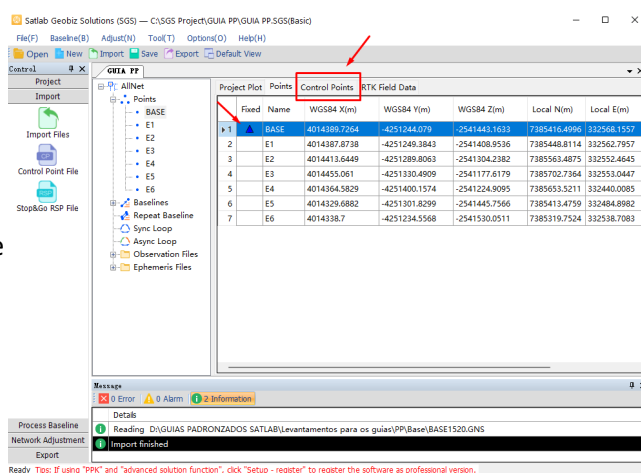 Satlab Geobiz Solutions (SGS) — C:\SGS Project\GUIA PP\GUIA PP.SGS(Basic)
File(F) Baseline(B) Adjust(N) Tool(T) Options(O) Help(H)
Open New Import Save Export Default View
Control
GUIA PP
Project
Import
Import Files
Control Point File
Stop&Go RSP File
Process Baseline
Network Adjustment
Export
AllNet
Points
BASE
E1
E2
E3
E4
E5
E6
Baselines
Repeat Baseline
Sync Loop
Async Loop
Observation Files
Ephemeris Files
Project Plot Points Control Points RTK Field Data
Fixed Name WGS84 X(m) WGS84 Y(m) WGS84 Z(m) Local N(m) Local E(m)
1 BASE 4014389.7264 -4251244.079 -2541443.1633 7385416.4996 332568.1557
2 E1 4014387.8738 -4251249.3843 -2541408.9536 7385448.8114 332562.7957
3 E2 4014413.6449 -4251289.8063 -2541304.2382 7385563.4875 332552.4645
4 E3 4014455.061 -4251330.4909 -2541177.6179 7385702.7364 332553.0447
5 E4 4014364.5829 -4251400.1574 -2541224.9095 7385653.5211 332440.0085
6 E5 4014329.6882 -4251301.8299 -2541445.7566 7385413.4759 332484.8982
7 E6 4014338.7 -4251234.5568 -2541530.0511 7385319.7524 332538.7083
Message
0 Error 0 Alarm 2 Information
Details
Reading D:\GUIAS PADRONZADOS SATLAB\Levantamentos para os guias\PP\Base\BASE1520.GNS
Import finished
Ready Tips: If using "PPK" and "advanced solution function", click "Setup - register" to register the software as professional version.
e